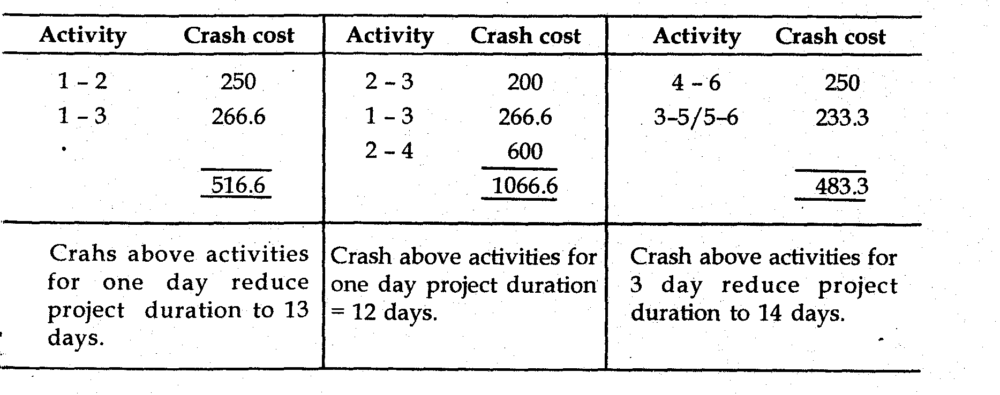 Activity Crash cost Activity Crash cost Activity Crash cost
1 – 2 250 2 – 3 200 4 – 6 250
1 – 3 266.6 1 – 3 266.6 3–5/5–6 233.3
2 – 4 600
516.6 1066.6 483.3
Crahs above activities
for one day reduce
project duration to 13
days.
Crash above activities for
one day project duration
= 12 days.
Crash above activities for
3 day reduce project
duration to 14 days.